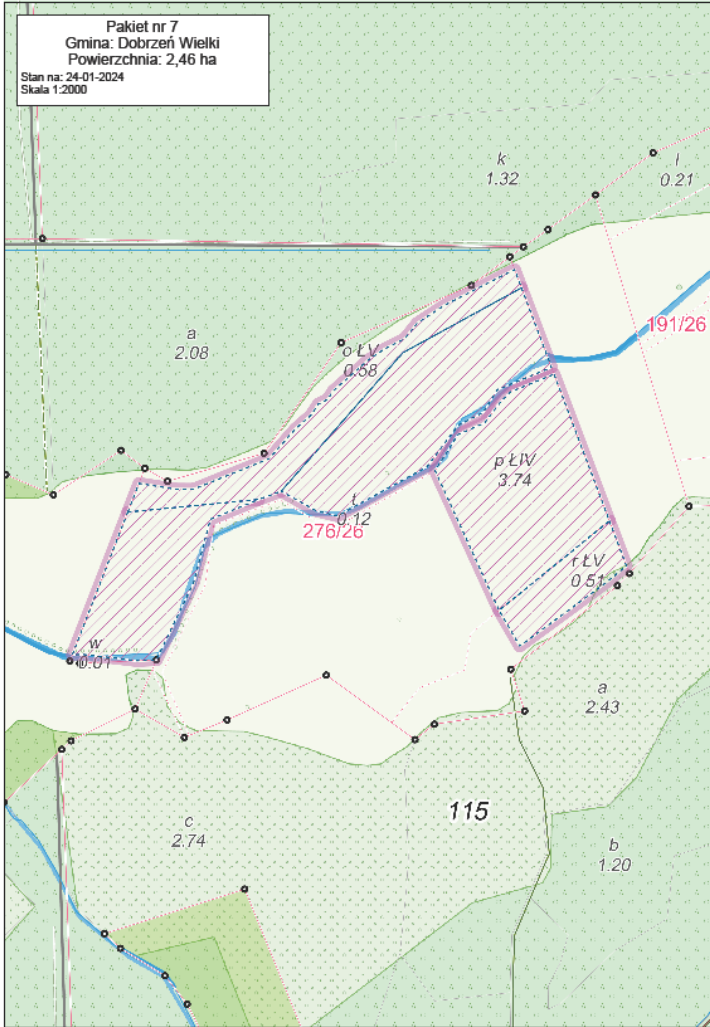 Pakiet nr 7
Gmina: Dobrzeń Wielki
Powierzchnia: 2,46 ha
Stan na: 24-01-2024
Skala 1:2000
k
1.32
l
0.21
a
2.08
o ŁV
0.58
191/26
p ŁIV
3.74
t
0.12
276/26
r ŁV
0.51
w
0.01
a
2.43
115
c
2.74
b
1.20